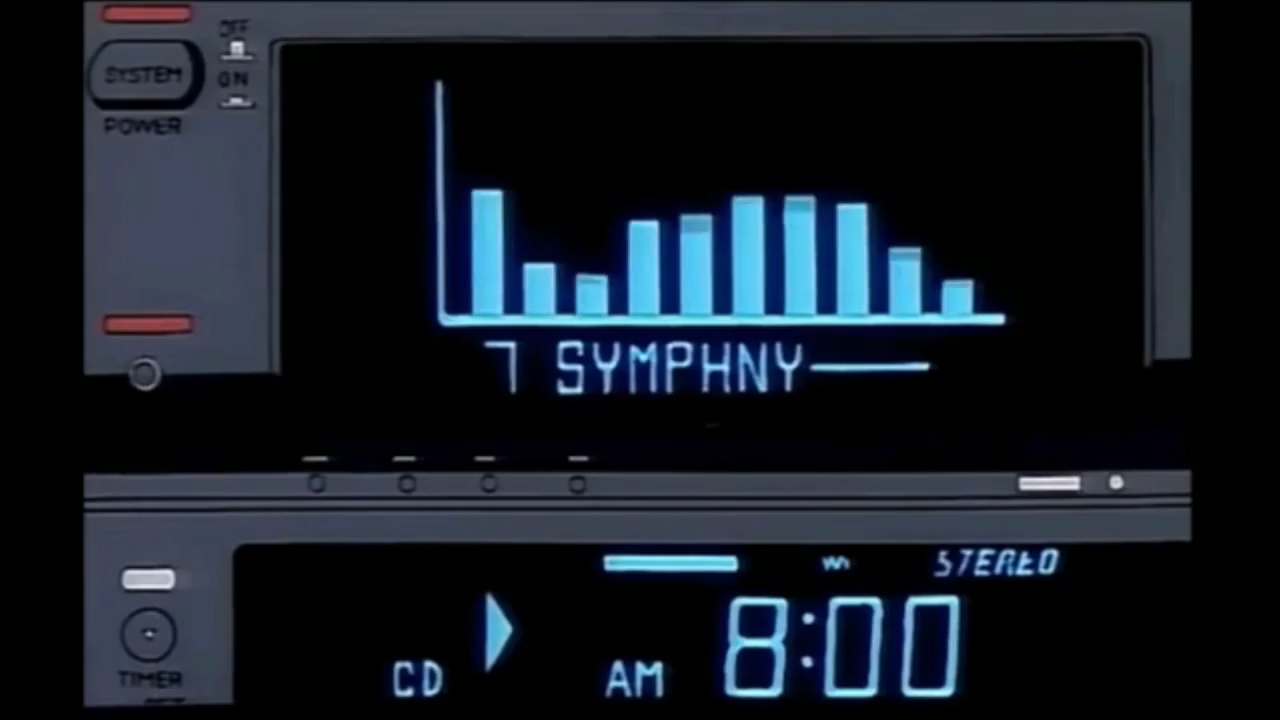 OFF
SYSTEM
ON
POWER
7 SYMPHNY
STEREO
CD
AM 8:00
TIMER